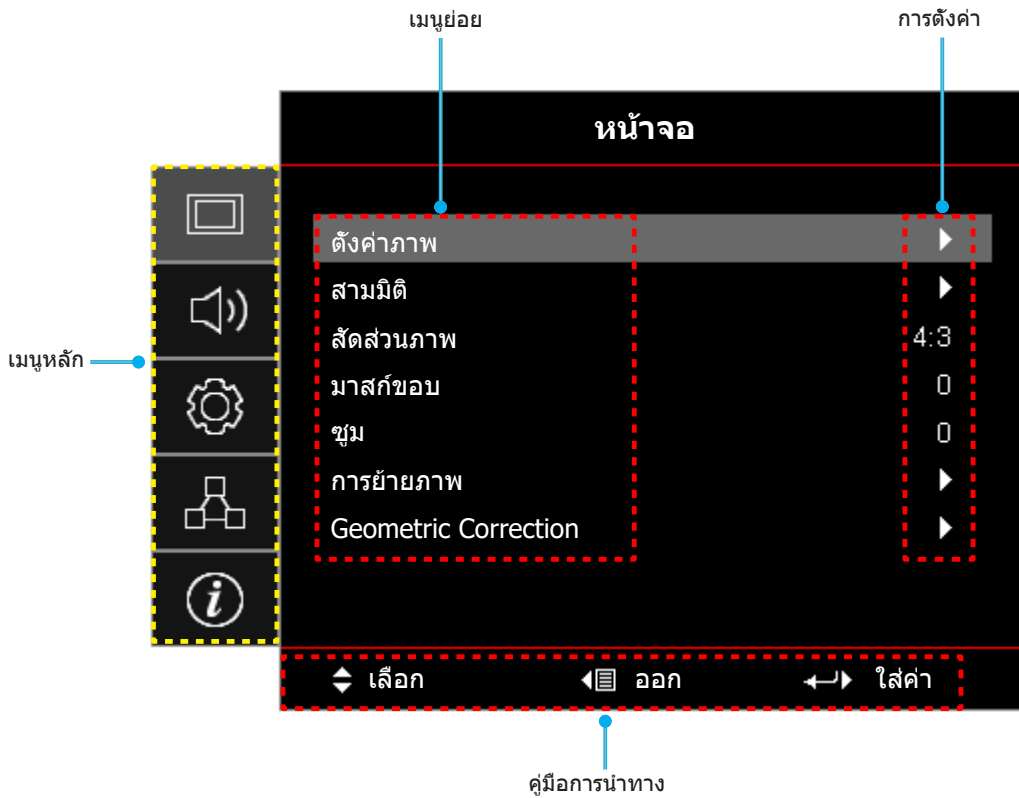 เมนูย่อย
การตั้งค่า
หน้าจอ
ตั้งค่าภาพ
สามมิติ
สัดส่วนภาพ 4:3
มาสก์ขอบ 0
ซูม 0
การย้ายภาพ
Geometric Correction
เมนูหลัก
เลือก ออก ใส่ค่า
คู่มือการนำทาง